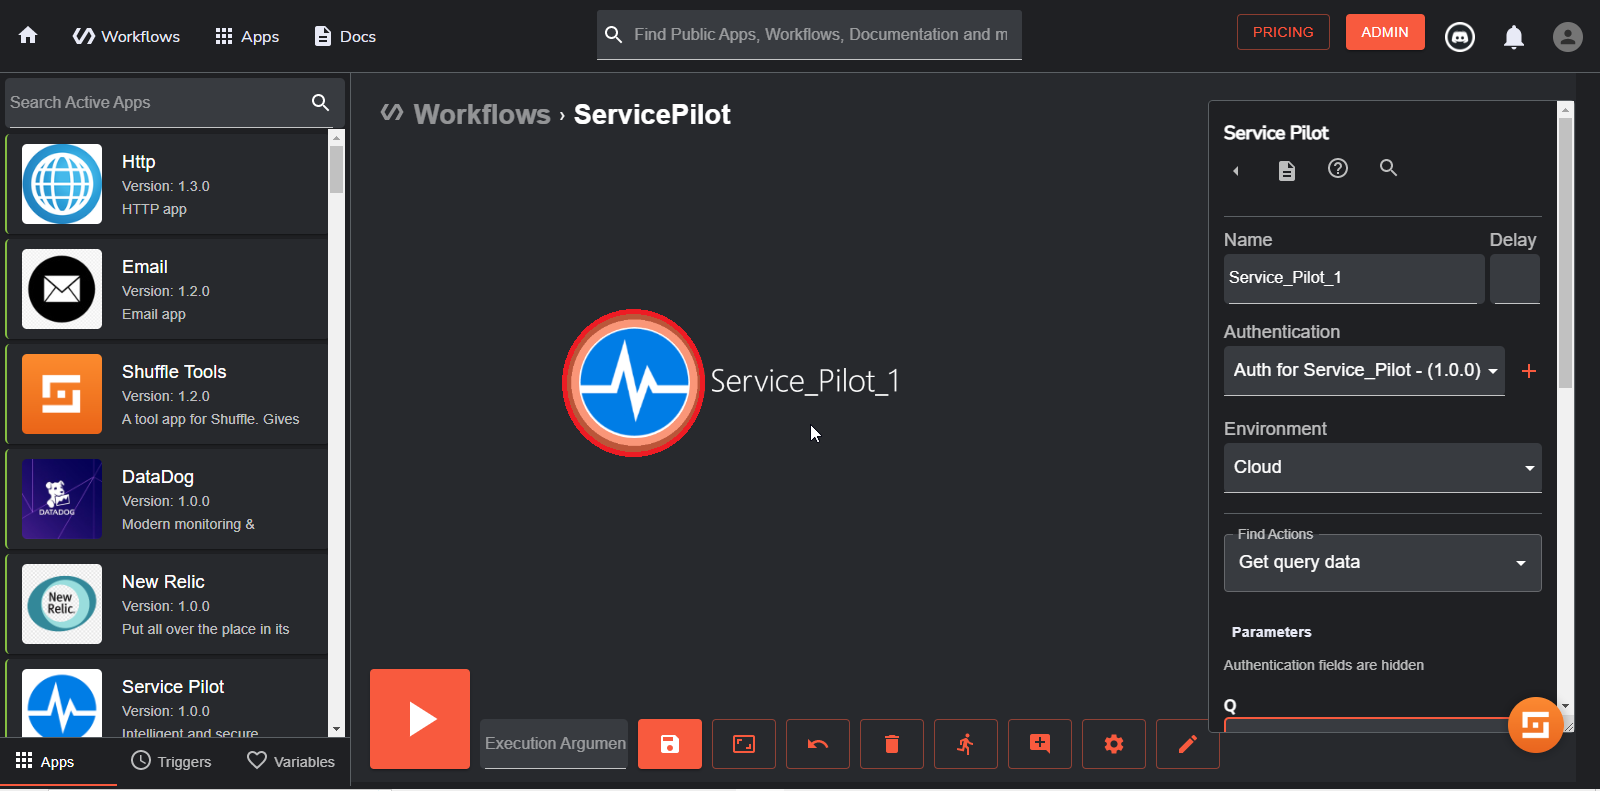 Workflows
Apps
Docs
Find Public Apps, Workflows, Documentation and m
PRICING
ADMIN
Search Active Apps
Http
Version: 1.3.0
HTTP app
Email
Version: 1.2.0
Email app
Shuffle Tools
Version: 1.2.0
A tool app for Shuffle. Gives
DATADOG
DataDog
Version: 1.0.0
Modern monitoring &
New
Relic.
New Relic
Version: 1.0.0
Put all over the place in its
Service Pilot
Version: 1.0.0
Intelligent and secure
Apps
Triggers
Variables
Workflows › ServicePilot
Service_Pilot_1
Execution Argumen
Service Pilot
Name
Delay
Service_Pilot_1
Authentication
Auth for Service_Pilot - (1.0.0)
Environment
Cloud
Find Actions
Get query data
Parameters
Authentication fields are hidden
Q